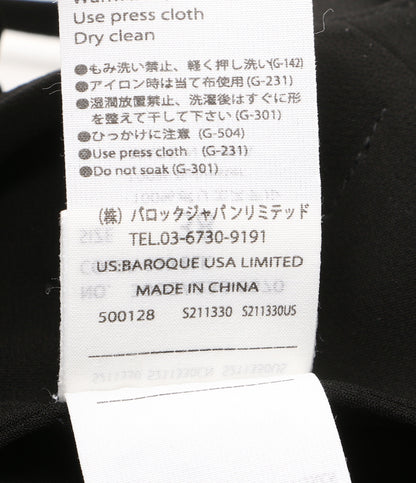 Use press cloth
Dry clean
●もみ洗い禁止、軽く押し洗い(G-142)
●アイロン時は当て布使用(G-231)
●湿潤放置禁止、洗濯後はすぐに形
を整えて干して下さい(G-301)
●ひっかけに注意 (G-504)
●Use press cloth (G-231)
●Do not soak(G-301)
(株) バロックジャパンリミテッド
TEL.03-6730-9191
US:BAROQUE USA LIMITED
MADE IN CHINA
500128 S211330 S211330US